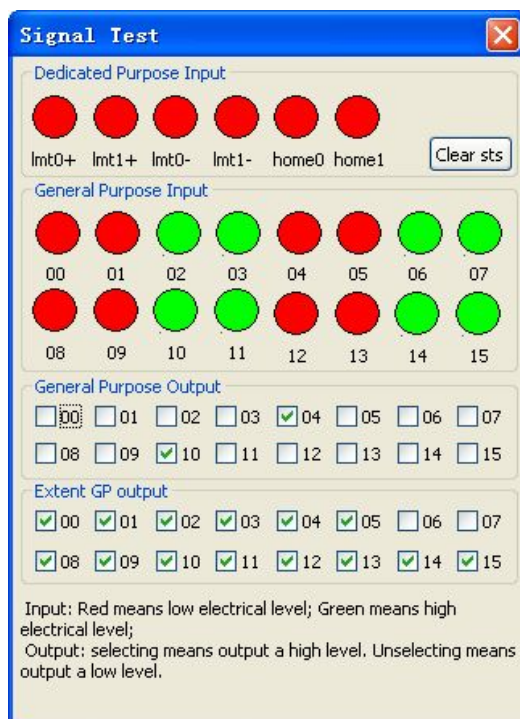 Signal Test
Dedicated Purpose Input
lmt0+ lmt1+ lmt0- lmt1- home0 home1
Clear sts
General Purpose Input
00 01 02 03 04 05 06 07
08 09 10 11 12 13 14 15
General Purpose Output
00 01 02 03 04 05 06 07
08 09 10 11 12 13 14 15
Extent GP output
00 01 02 03 04 05 06 07
08 09 10 11 12 13 14 15
Input: Red means low electrical level; Green means high
electrical level;
Output: selecting means output a high level. Unselecting means
output a low level.